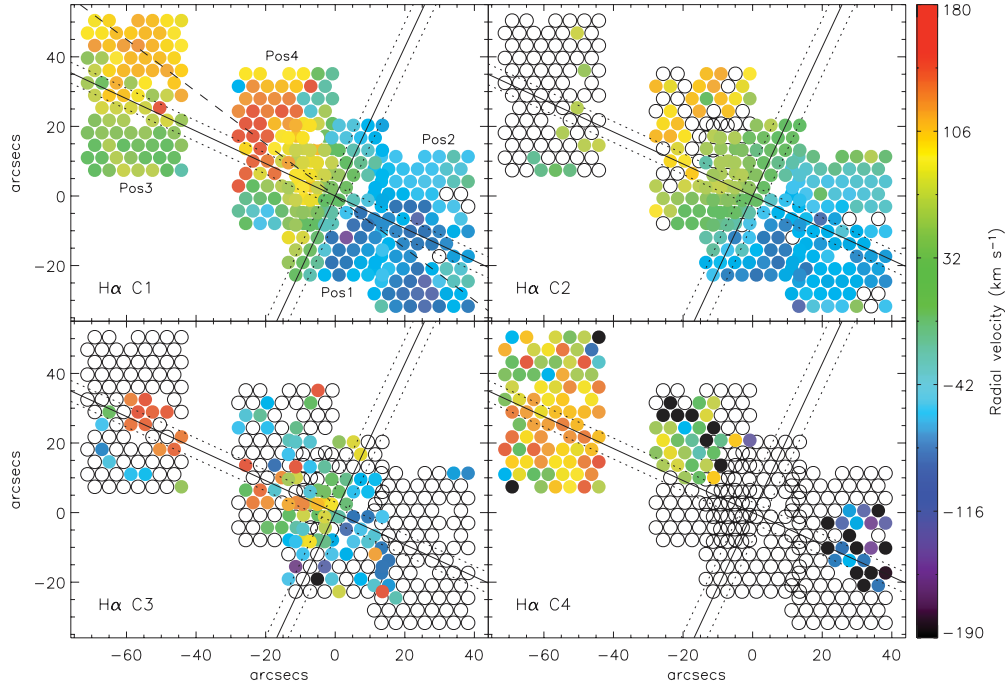 40
20
0
−20
arcsecs
Pos4
Pos3
Pos2
Pos1
Hα C1
Hα C2
40
20
0
−20
arcsecs
Hα C3
Hα C4
−60
−40
−20
0
20
40
arcsecs
−60
−40
−20
0
20
40
arcsecs
180
106
32
−42
−116
−190
Radial velocity (km s⁻¹)